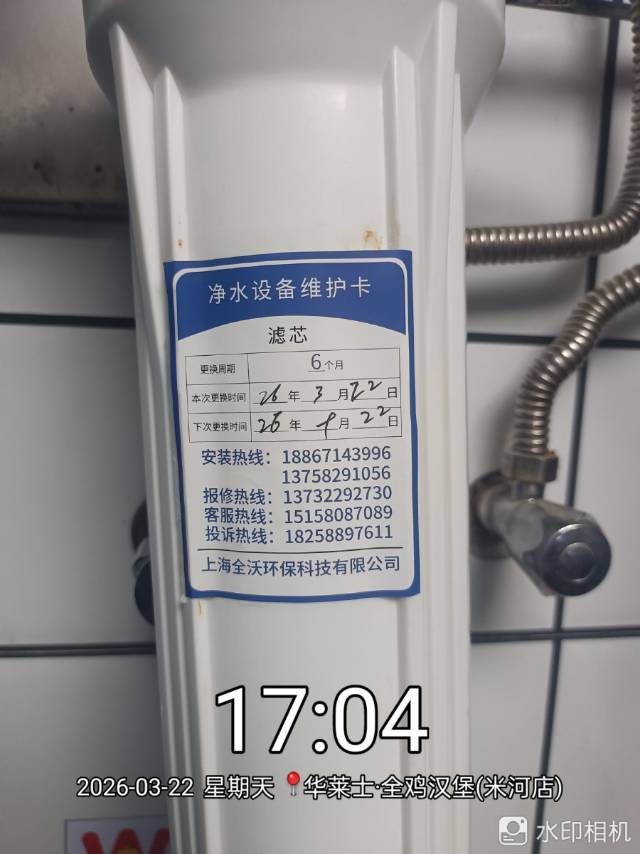 净水设备维护卡
滤芯
更换周期 6个月
本次更换时间 26年3月22日
下次更换时间 26年9月22日
安装热线：18867143996
13758291056
报修热线：13732292730
客服热线：15158087089
投诉热线：18258897611
上海全沃环保科技有限公司
17:04
2026-03-22 星期天 📍华莱士·全鸡汉堡(米河店)
水印相机